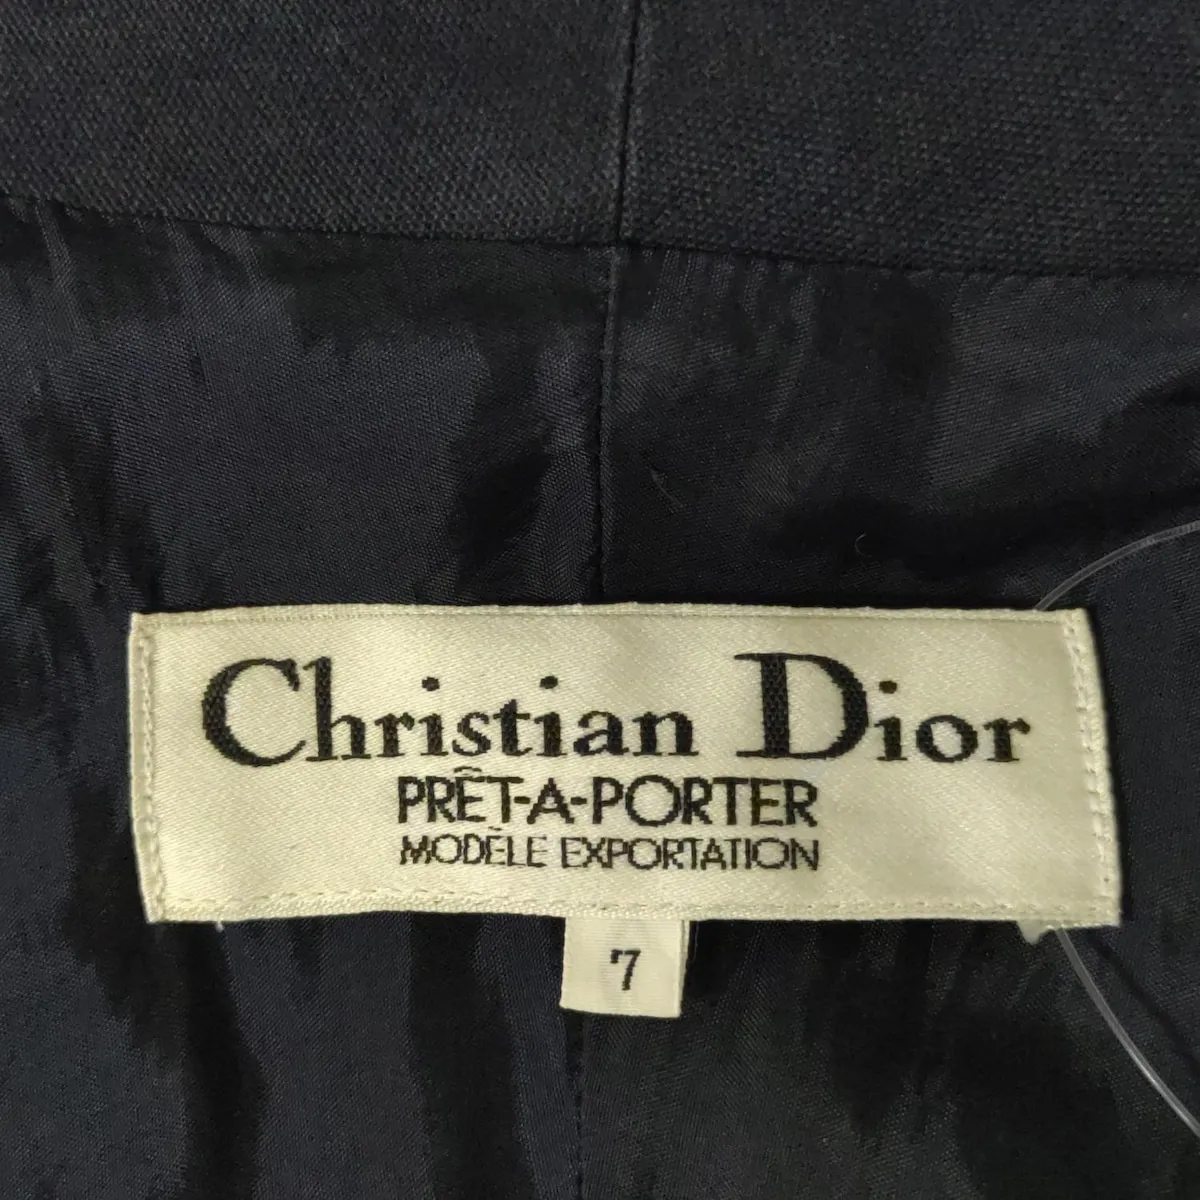 Christian Dior
PRÊT-A-PORTER
MODÈLE EXPORTATION
7